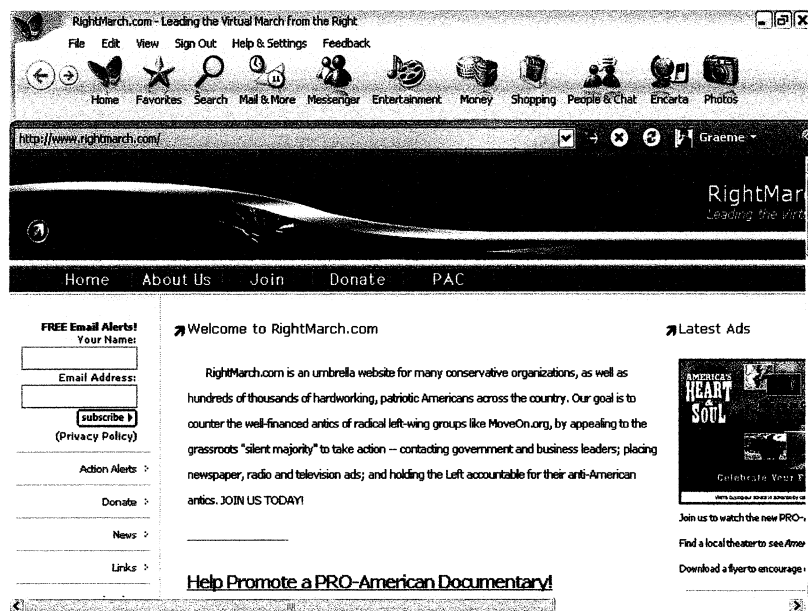 RightMarch.com - Leading the Virtual March from the Right
File Edit View Sign Out Help & Settings Feedback
Home Favorites Search Mail & More Messenger Entertainment Money Shopping People & Chat Encarta Photos
http://www.rightmarch.com/
Graeme
RightMar
Leading the Virt
Home About Us Join Donate PAC
FREE Email Alerts!
Your Name:
Email Address:
subscribe
(Privacy Policy)
Action Alerts
Donate
News
Links
Welcome to RightMarch.com
RightMarch.com is an umbrella website for many conservative organizations, as well as
hundreds of thousands of hardworking, patriotic Americans across the country. Our goal is to
counter the well-financed antics of radical left-wing groups like MoveOn.org, by appealing to the
grassroots "silent majority" to take action -- contacting government and business leaders; placing
newspaper, radio and television ads; and holding the Left accountable for their anti-American
antics. JOIN US TODAY!
Help Promote a PRO-American Documentary!
Latest Ads
AMERICA'S
HEART
&
SOUL
Celebrate Your F
Join us to watch the new PRO-
Find a local theater to see Ame
Download a flyer to encourage